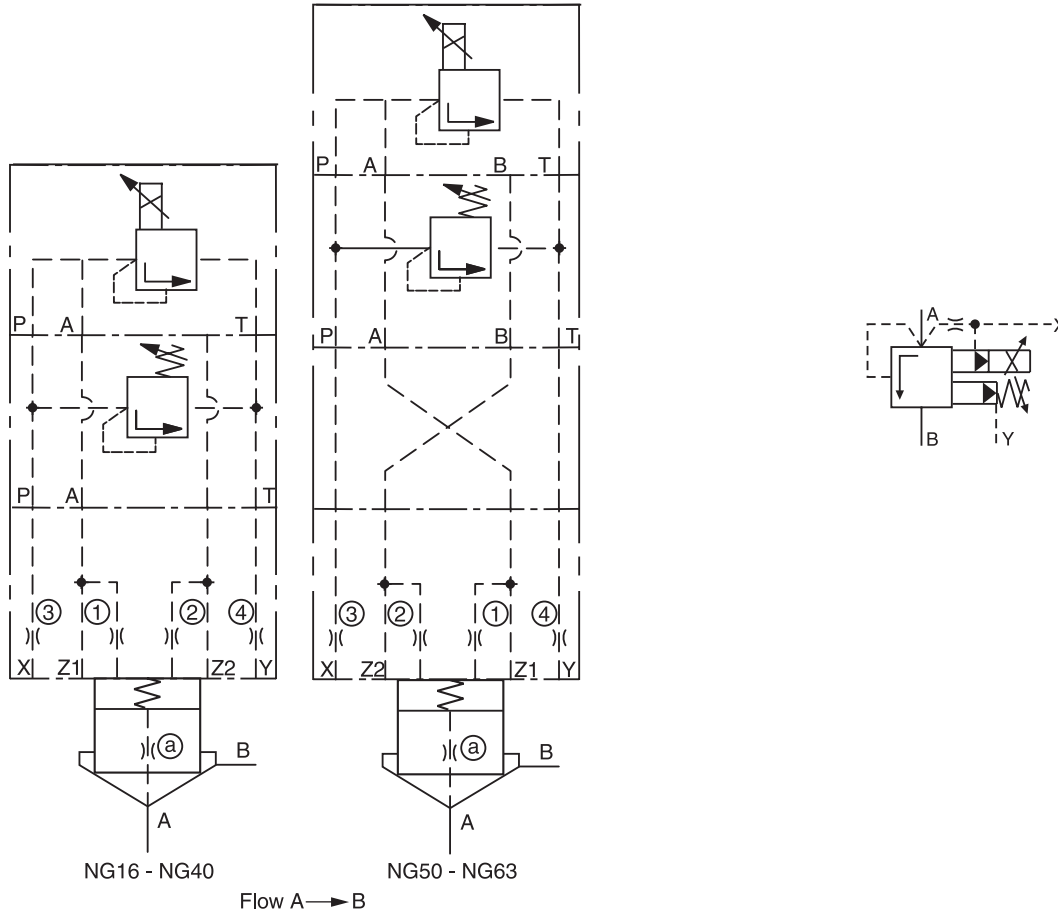 P A B T
P A T
P A B T
P A T
③ ① ② ④
X Z1 Z2 Y
ⓐ B
A
NG16 - NG40
③ ② ① ④
X Z2 Z1 Y
ⓐ B
A
NG50 - NG63
Flow A B
A X
B Y